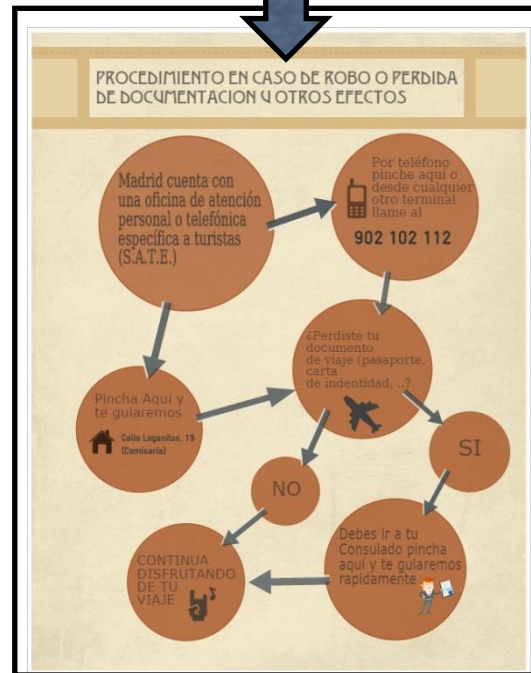 PROCEDIMIENTO EN CASO DE ROBO O PERDIDA
DE DOCUMENTACION U OTROS EFECTOS
Madrid cuenta con
una oficina de atención
personal o telefónica
específica a turistas
(S.A.T.E.)
Por teléfono
pinche aquí o
desde cualquier
otro terminal
llame al
902 102 112
¿Perdiste tu
documento
de viaje (pasaporte,
carta
de indentidad, ..?
Pincha Aquí y
te guiaremos
Calle Leganitos, 19
(Comisaría)
SI
NO
Debes ir a tu
Consulado pincha
aquí y te guiaremos
rapidamente
CONTINUA
DISFRUTANDO
DE TU
VIAJE